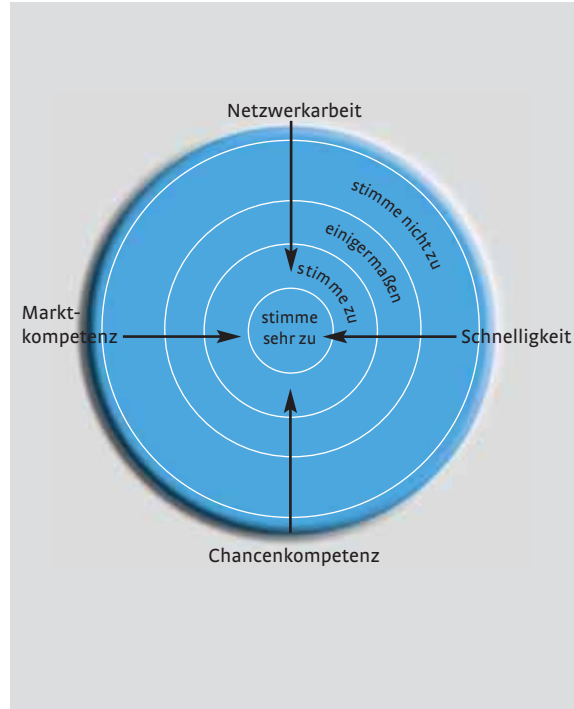 Netzwerkarbeit
stimme nicht zu
einigermaßen
stimme zu
stimme
sehr zu
Markt-
kompetenz
Schnelligkeit
Chancenkompetenz